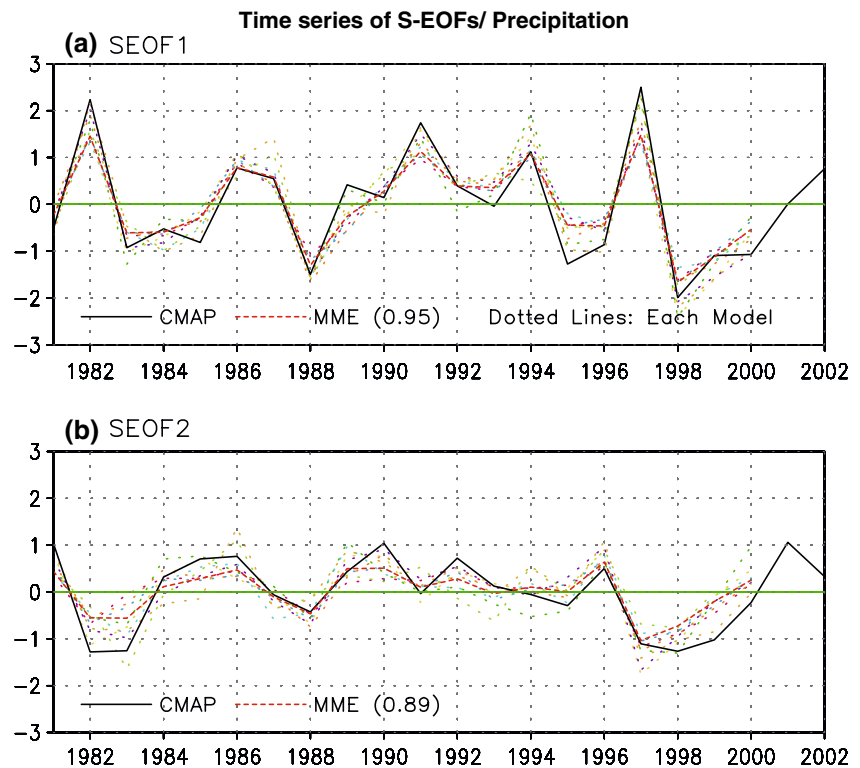 Time series of S-EOFs/ Precipitation
(a) SEOF1
3
2
1
0
-1
-2
-3
CMAP MME (0.95) Dotted Lines: Each Model
1982 1984 1986 1988 1990 1992 1994 1996 1998 2000 2002
(b) SEOF2
3
2
1
0
-1
-2
-3
CMAP MME (0.89)
1982 1984 1986 1988 1990 1992 1994 1996 1998 2000 2002